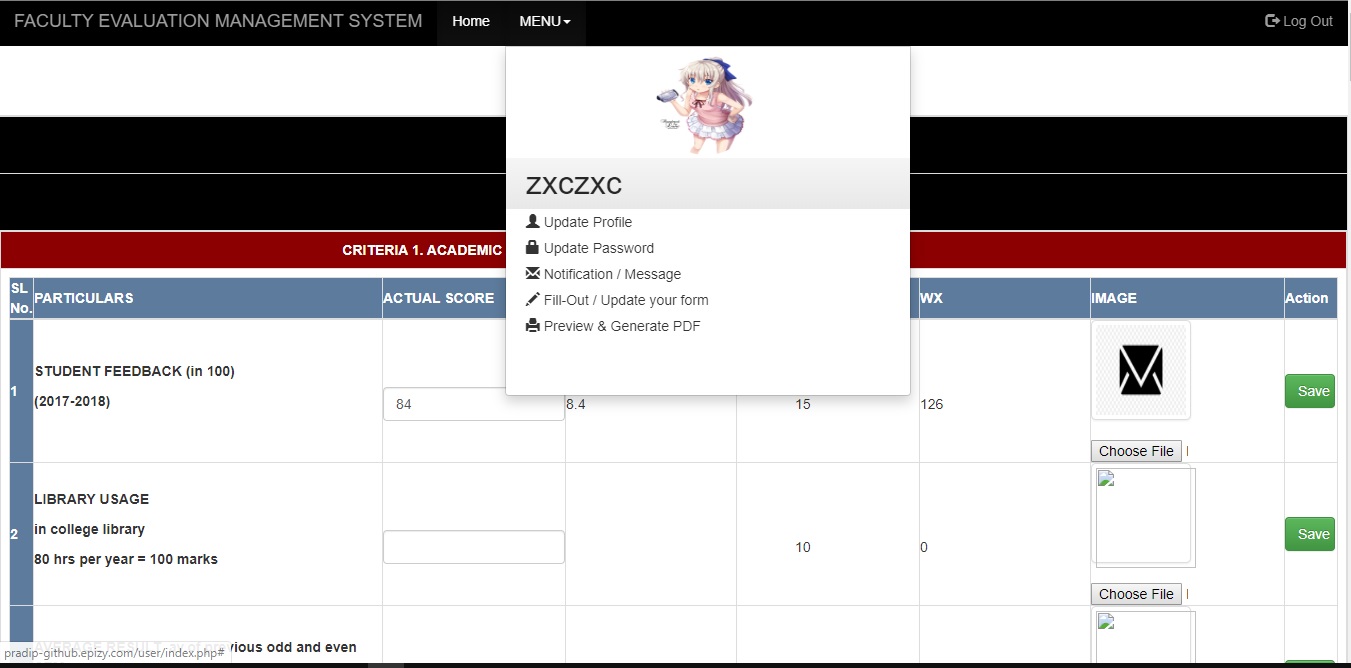 FACULTY EVALUATION MANAGEMENT SYSTEM Home MENU Log Out
ZXCZXC
Update Profile
Update Password
Notification / Message
Fill-Out / Update your form
Preview & Generate PDF
CRITERIA 1. ACADEMIC
SL No. PARTICULARS ACTUAL SCORE WX IMAGE Action
1
STUDENT FEEDBACK (in 100)
(2017-2018)
84 8.4 15 126 Save
Choose File
2
LIBRARY USAGE
in college library
80 hrs per year = 100 marks
10 0 Save
Choose File
AVERAGE RESULT vious odd and even
pradip-github.epizy.com/user/index.php#